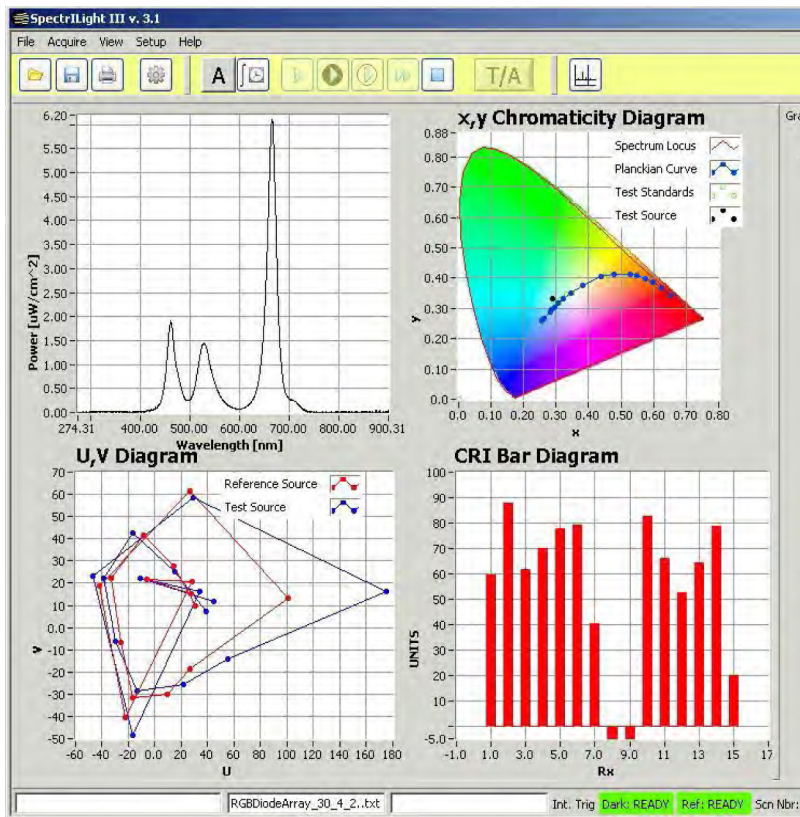 SpectrILight III v. 3.1
File Acquire View Setup Help
A
T/A
6.20
5.50
5.00
4.50
4.00
3.50
3.00
2.50
2.00
1.50
1.00
0.50
0.00
Power [uW/cm^2]
274.31 400.00 500.00 600.00 700.00 800.00 900.31
Wavelength [nm]
x,y Chromaticity Diagram
Spectrum Locus
Planckian Curve
Test Standards
Test Source
0.88
0.80
0.70
0.60
0.50
0.40
0.30
0.20
0.10
0.0
y
0.0 0.10 0.20 0.30 0.40 0.50 0.60 0.70 0.80
x
Gra
U,V Diagram
Reference Source
Test Source
70
60
50
40
30
20
10
0.0
-10
-20
-30
-40
-50
V
-60 -40 -20 0.0 20 40 60 80 100 120 140 160 180
U
CRI Bar Diagram
100
90
80
70
60
50
40
30
20
10
-5.0
UNITS
-1.0 1.0 3.0 5.0 7.0 9.0 11 13 15 17
Rx
RGBDiodeArray_30_4_2..txt
Int. Trig Dark: READY Ref: READY Scn Nbr: